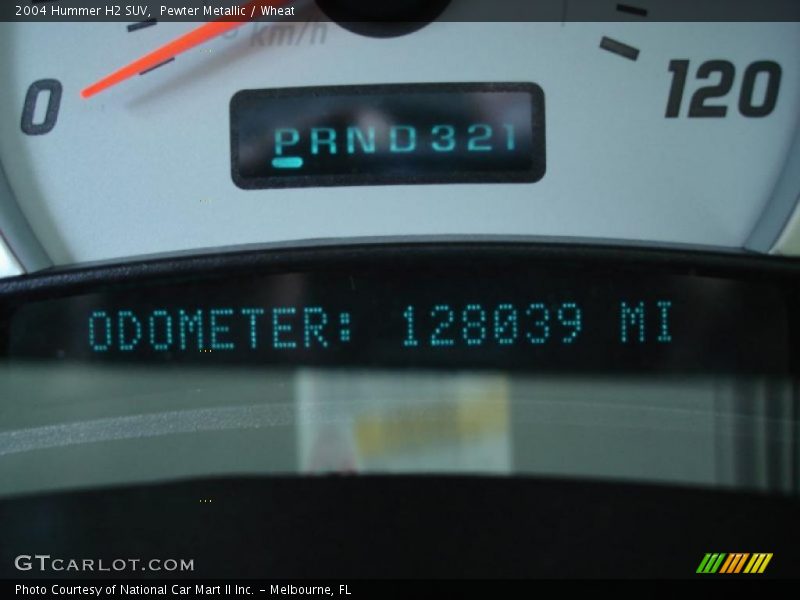 2004 Hummer H2 SUV,  Pewter Metallic / Wheat
km/h
0
120
PRND321
ODOMETER: 128039 MI
GTCARLOT.COM
Photo Courtesy of National Car Mart II Inc. - Melbourne, FL